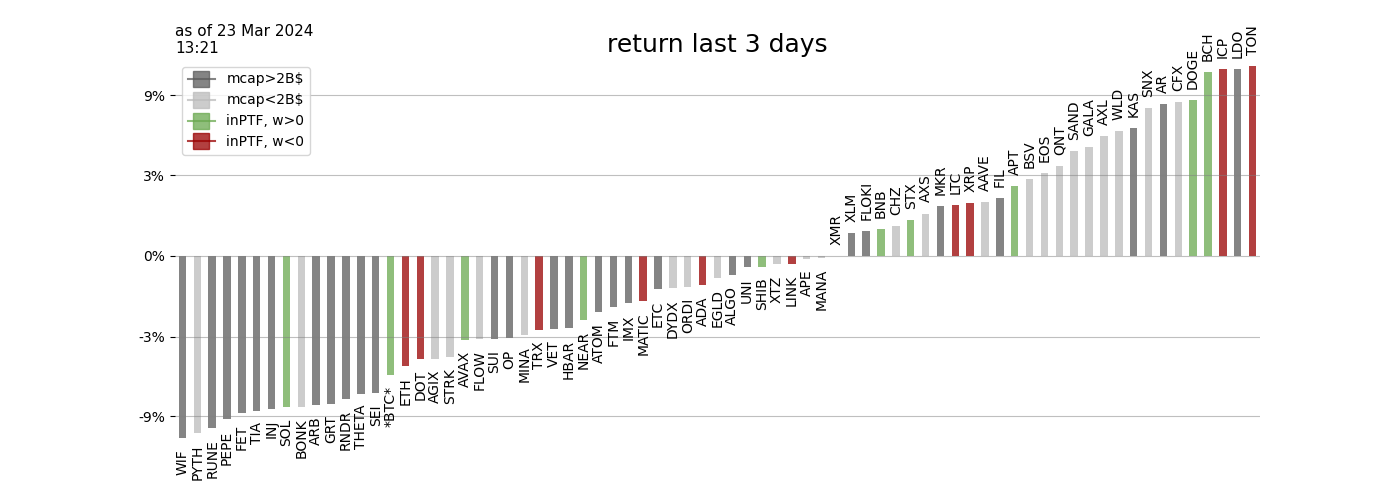 as of 23 Mar 2024
13:21
return last 3 days
mcap>2B$
mcap<2B$
inPTF, w>0
inPTF, w<0
9%
3%
0%
-3%
-9%
WIF
PYTH
RUNE
PEPE
FET
TIA
INJ
SOL
BONK
ARB
GRT
RNDR
THETA
SEI
*BTC*
ETH
DOT
AGIX
STRK
AVAX
FLOW
SUI
OP
MINA
TRX
VET
HBAR
NEAR
ATOM
FTM
IMX
MATIC
ETC
DYDX
ORDI
ADA
EGLD
ALGO
UNI
SHIB
XTZ
LINK
APE
MANA
XMR
XLM
FLOKI
BNB
CHZ
STX
AXS
MKR
LTC
XRP
AAVE
FIL
APT
BSV
EOS
QNT
SAND
GALA
AXL
WLD
KAS
SNX
AR
CFX
DOGE
BCH
ICP
LDO
TON